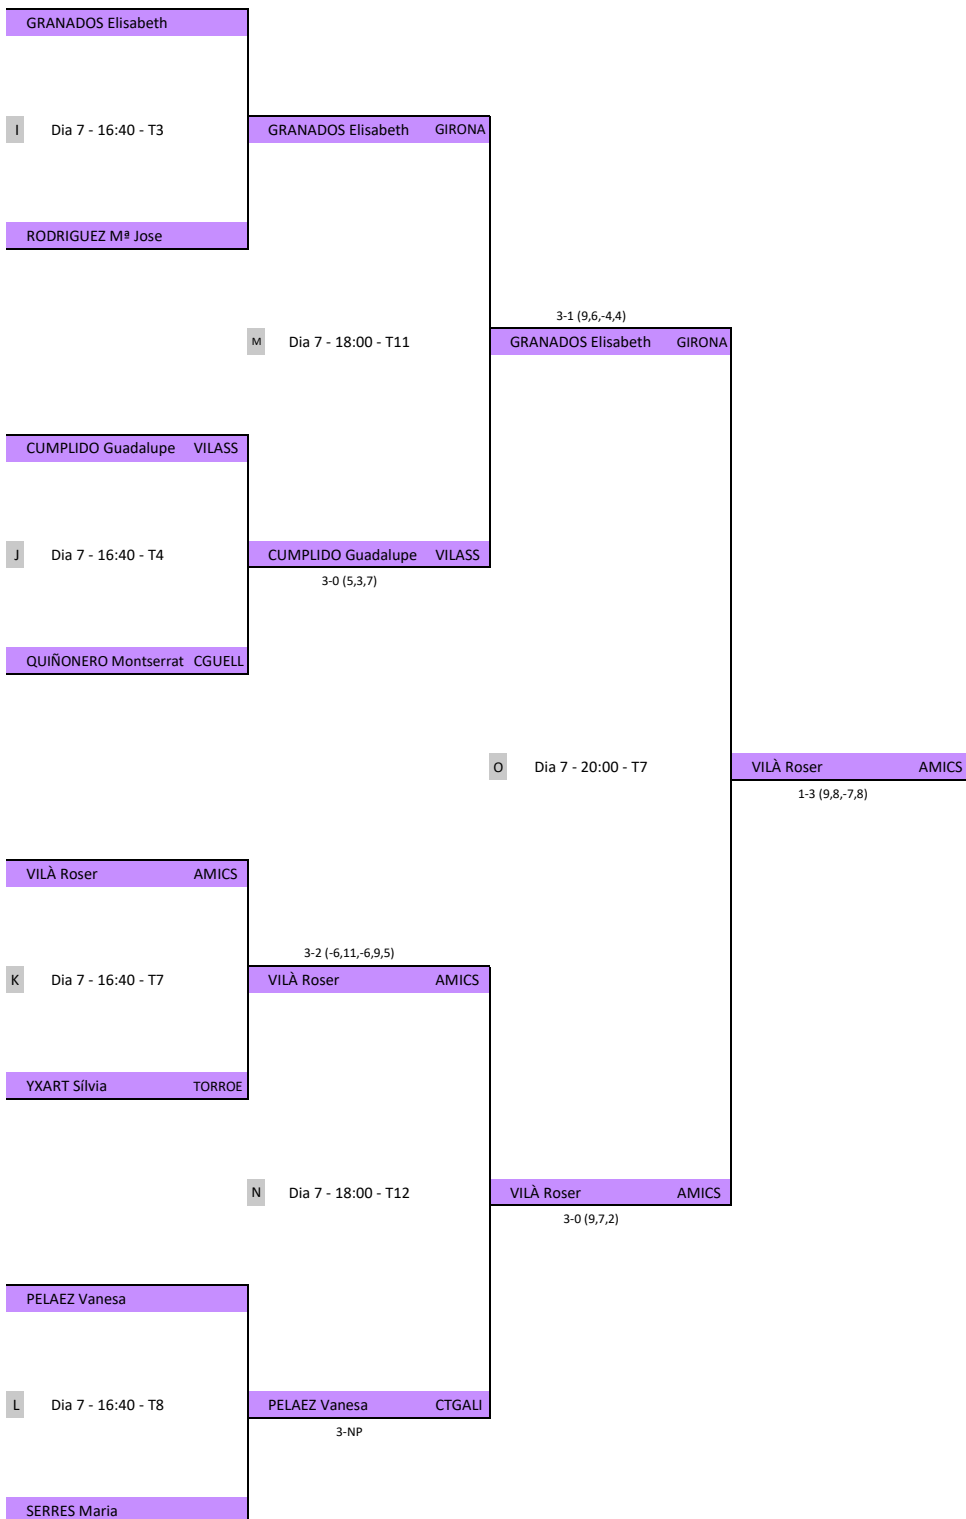 GRANADOS Elisabeth
I Dia 7 - 16:40 - T3 GRANADOS Elisabeth GIRONA
RODRIGUEZ Mª Jose
3-1 (9,6,-4,4)
M Dia 7 - 18:00 - T11 GRANADOS Elisabeth GIRONA
CUMPLIDO Guadalupe VILASS
J Dia 7 - 16:40 - T4 CUMPLIDO Guadalupe VILASS
3-0 (5,3,7)
QUIÑONERO Montserrat CGUELL
O Dia 7 - 20:00 - T7 VILÀ Roser AMICS
1-3 (9,8,-7,8)
VILÀ Roser AMICS
3-2 (-6,11,-6,9,5)
K Dia 7 - 16:40 - T7 VILÀ Roser AMICS
YXART Sílvia TORROE
N Dia 7 - 18:00 - T12 VILÀ Roser AMICS
3-0 (9,7,2)
PELAEZ Vanesa
L Dia 7 - 16:40 - T8 PELAEZ Vanesa CTGALI
3-NP
SERRES Maria